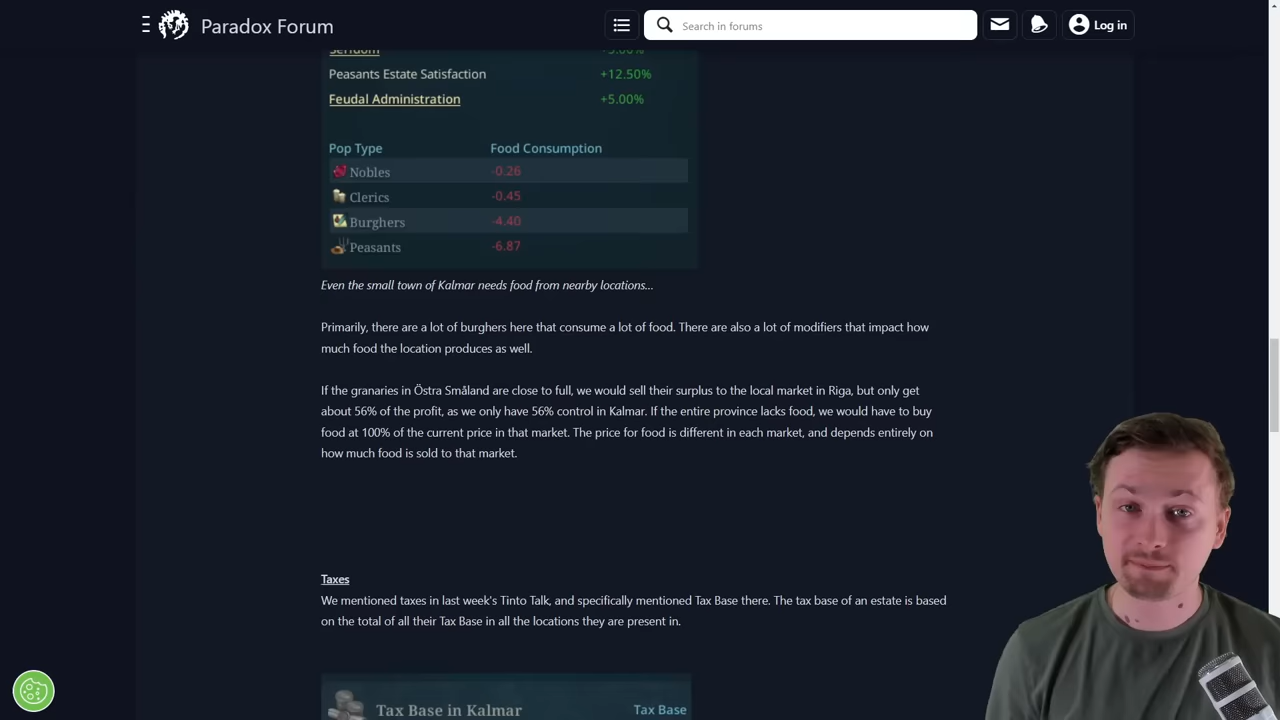 Paradox Forum
Search in forums
Log in
Serfdom +5.00%
Peasants Estate Satisfaction +12.50%
Feudal Administration +5.00%
Pop Type Food Consumption
Nobles -0.26
Clerics -0.45
Burghers -4.40
Peasants -6.87
Even the small town of Kalmar needs food from nearby locations...
Primarily, there are a lot of burghers here that consume a lot of food. There are also a lot of modifiers that impact how
much food the location produces as well.
If the granaries in Östra Småland are close to full, we would sell their surplus to the local market in Riga, but only get
about 56% of the profit, as we only have 56% control in Kalmar. If the entire province lacks food, we would have to buy
food at 100% of the current price in that market. The price for food is different in each market, and depends entirely on
how much food is sold to that market.
Taxes
We mentioned taxes in last week's Tinto Talk, and specifically mentioned Tax Base there. The tax base of an estate is based
on the total of all their Tax Base in all the locations they are present in.
Tax Base in Kalmar Tax Base